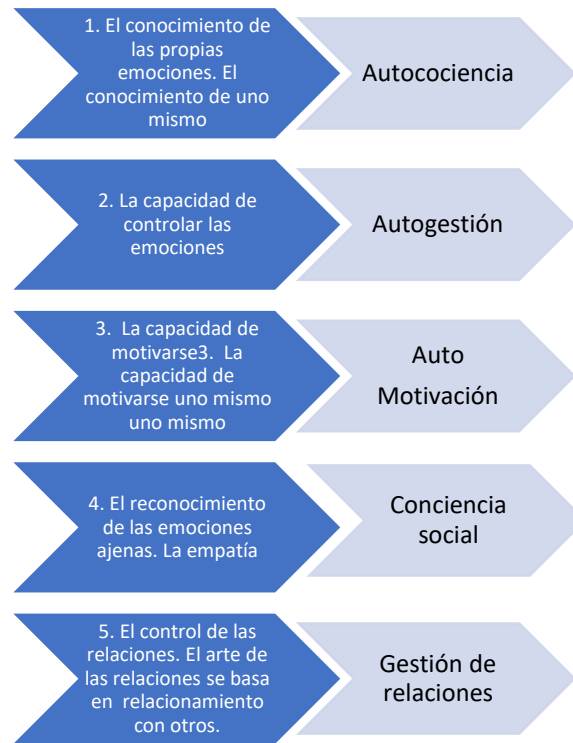 1. El conocimiento de
las propias
emociones. El
conocimiento de uno
mismo
Autocociencia
2. La capacidad de
controlar las
emociones
Autogestión
3.  La capacidad de
motivarse3.  La
capacidad de
motivarse uno mismo
uno mismo
Auto
Motivación
4. El reconocimiento
de las emociones
ajenas. La empatía
Conciencia
social
5. El control de las
relaciones. El arte de
las relaciones se basa
en  relacionamiento
con otros.
Gestión de
relaciones